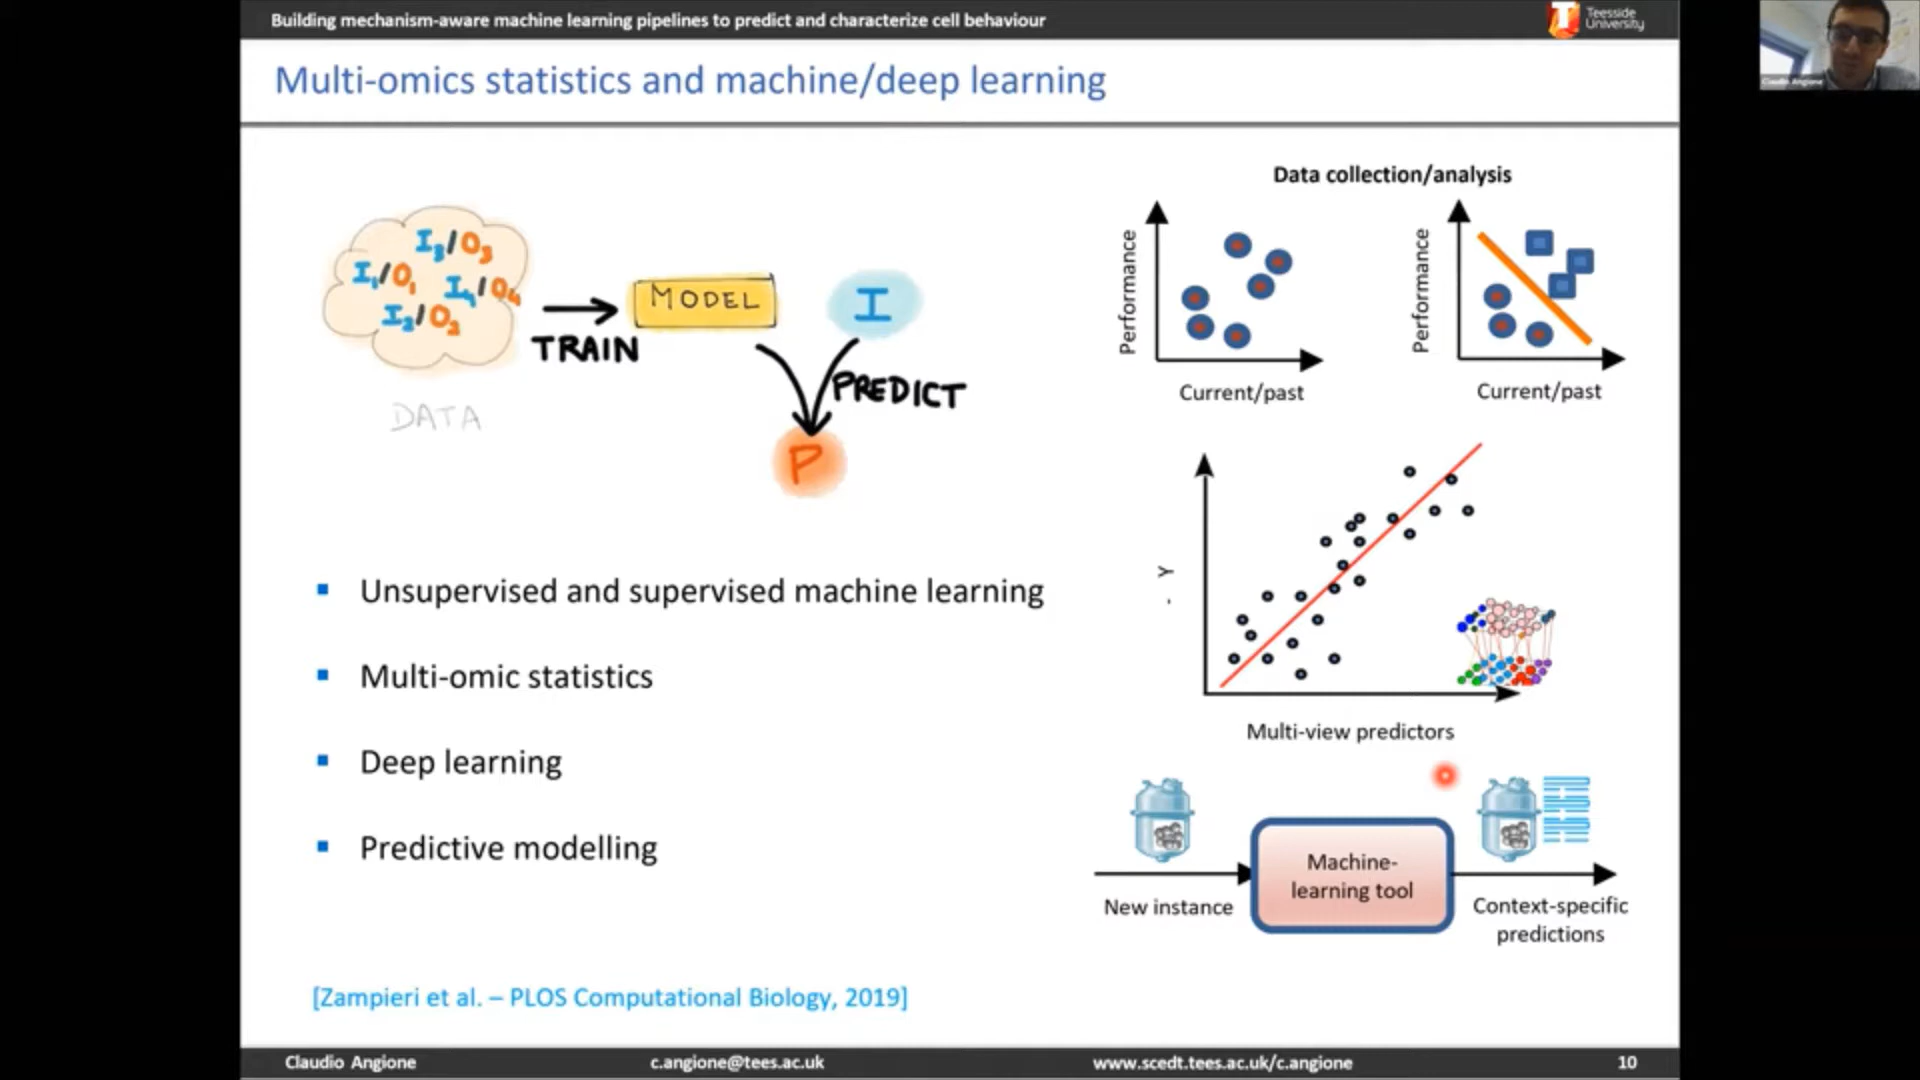 Building mechanism-aware machine learning pipelines to predict and characterize cell behaviour
Teesside
University
Claudio Angione
Multi-omics statistics and machine/deep learning
I3/O3
I1/O1
I4/O4
I2/O2
DATA
TRAIN
MODEL
I
PREDICT
P
Unsupervised and supervised machine learning
Multi-omic statistics
Deep learning
Predictive modelling
[Zampieri et al. – PLOS Computational Biology, 2019]
Data collection/analysis
Performance
Current/past
Performance
Current/past
Y
Multi-view predictors
New instance
Machine-
learning tool
Context-specific
predictions
Claudio Angione
c.angione@tees.ac.uk
www.scedt.tees.ac.uk/c.angione
10